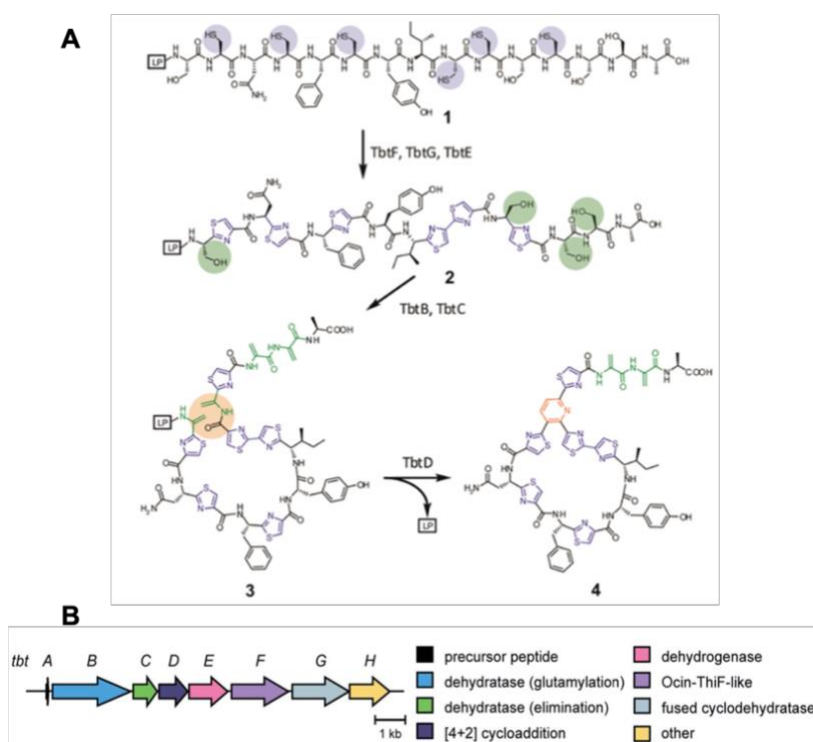 A
LP
1
TbtF, TbtG, TbtE
LP
2
TbtB, TbtC
COOH
COOH
LP
TbtD
LP
3
4
B
tbt A B C D E F G H
1 kb
precursor peptide
dehydratase (glutamylation)
dehydratase (elimination)
[4+2] cycloaddition
dehydrogenase
Ocin-ThiF-like
fused cyclodehydratase
other